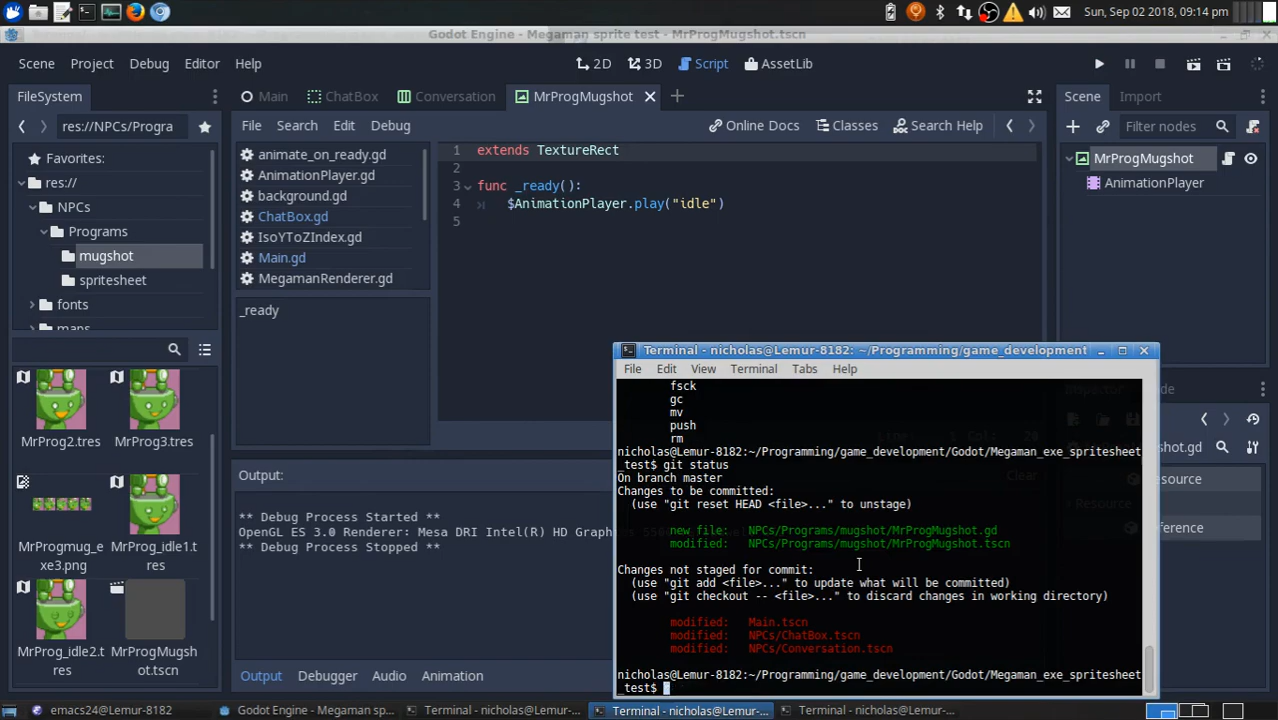 Sun, Sep 02 2018, 09:14 pm
Godot Engine - Megaman sprite test - MrProgMugshot.tscn
Scene Project Debug Editor Help
2D 3D Script AssetLib
FileSystem
Main ChatBox Conversation MrProgMugshot
Scene Import
res://NPCs/Progra
File Search Edit Debug
Online Docs Classes Search Help
Filter nodes
Favorites:
res://
NPCs
Programs
mugshot
spritesheet
fonts
maps
animate_on_ready.gd
AnimationPlayer.gd
background.gd
ChatBox.gd
IsoYToZIndex.gd
Main.gd
MegamanRenderer.gd
_ready
1 extends TextureRect
2
3 func _ready():
4 $AnimationPlayer.play("idle")
5
MrProgMugshot
AnimationPlayer
MrProg2.tres
MrProg3.tres
MrProgmug_e
xe3.png
MrProg_idle1.t
res
MrProg_idle2.t
res
MrProgMugshot
.tscn
Output:
Clear
** Debug Process Started **
OpenGL ES 3.0 Renderer: Mesa DRI Intel(R) HD Graph
** Debug Process Stopped **
Output Debugger Audio Animation
Terminal - nicholas@Lemur-8182: ~/Programming/game_development
File Edit View Terminal Tabs Help
fsck
gc
mv
push
rm
nicholas@Lemur-8182:~/Programming/game_development/Godot/Megaman_exe_spritesheet
_test$ git status
On branch master
Changes to be committed:
(use "git reset HEAD <file>..." to unstage)
new file: NPCs/Programs/mugshot/MrProgMugshot.gd
modified: NPCs/Programs/mugshot/MrProgMugshot.tscn
Changes not staged for commit:
(use "git add <file>..." to update what will be committed)
(use "git checkout -- <file>..." to discard changes in working directory)
modified: Main.tscn
modified: NPCs/ChatBox.tscn
modified: NPCs/Conversation.tscn
nicholas@Lemur-8182:~/Programming/game_development/Godot/Megaman_exe_spritesheet
_test$
emacs24@Lemur-8182
Godot Engine - Megaman sp...
Terminal - nicholas@Lemur-...
Terminal - nicholas@Lemur-...
Terminal - nicholas@Lemur-...